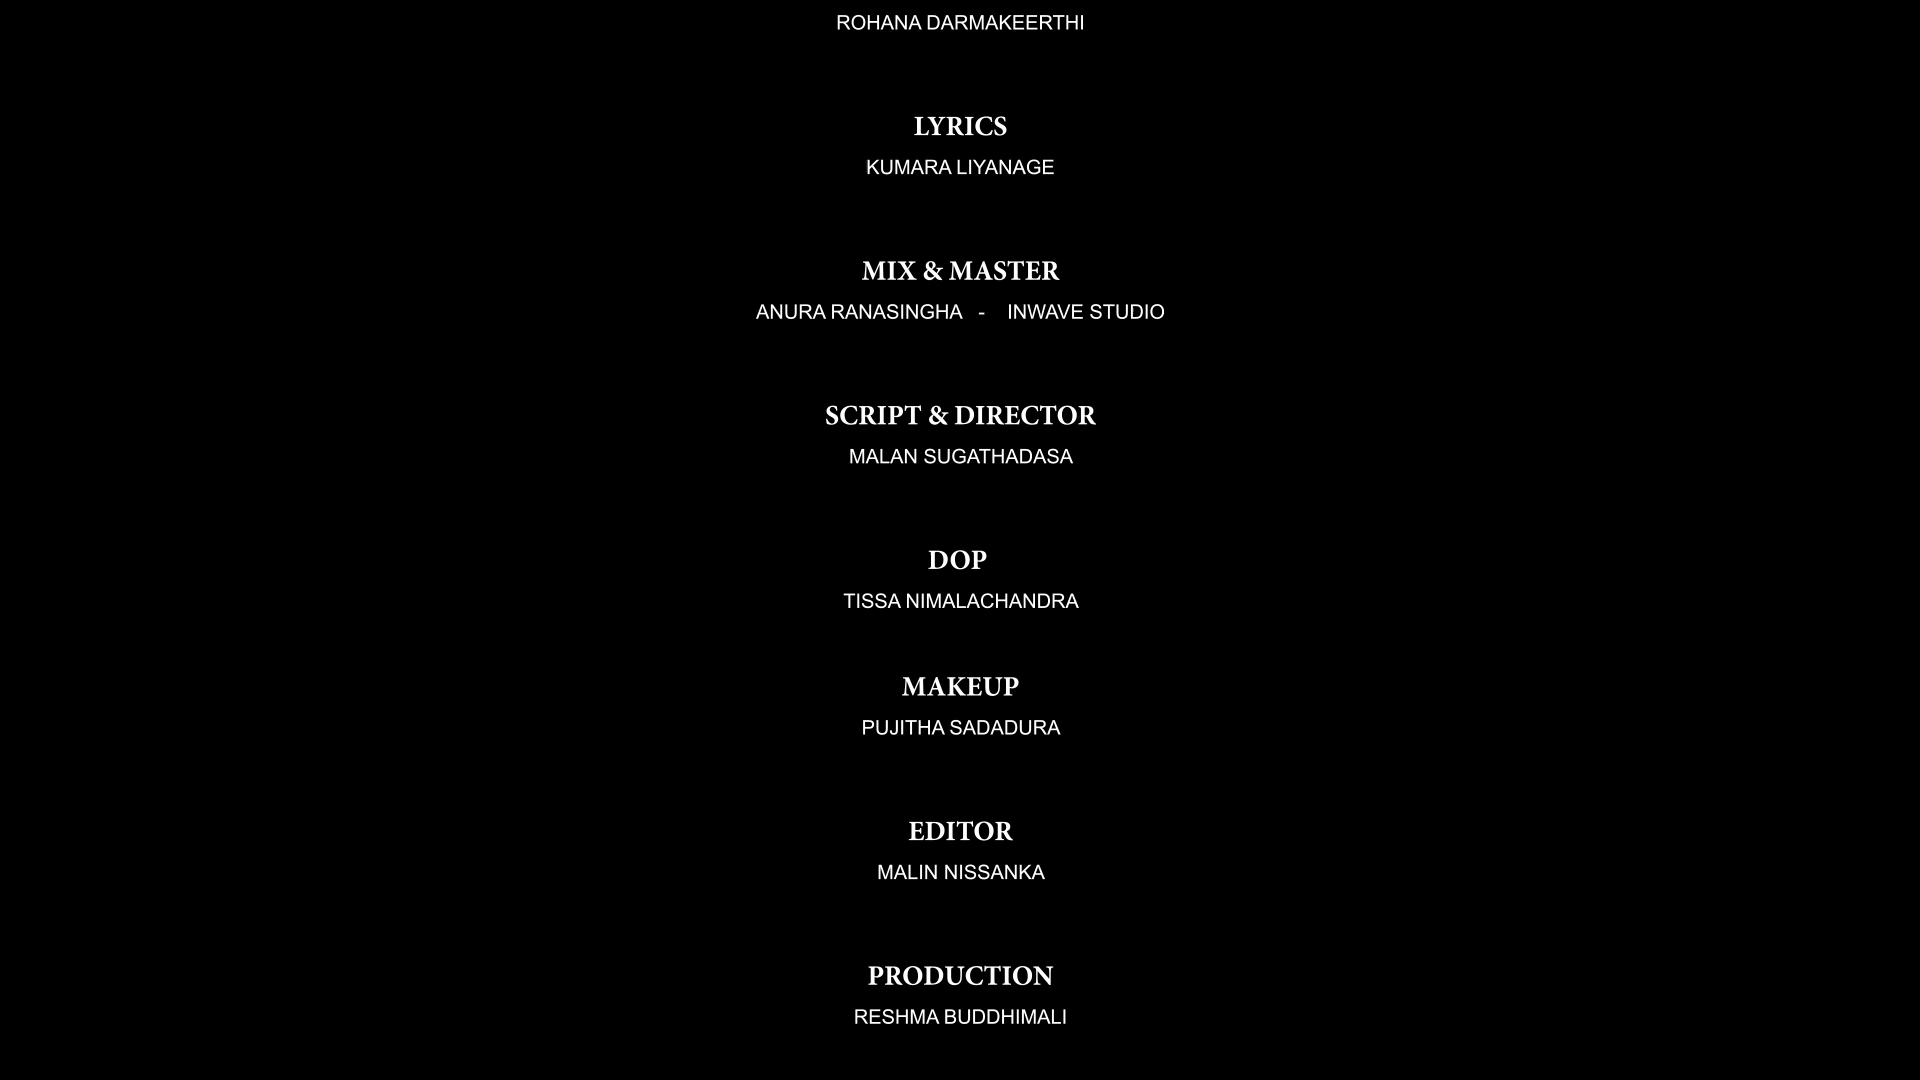 ROHANA DARMAKEERTHI
LYRICS
KUMARA LIYANAGE
MIX & MASTER
ANURA RANASINGHA - INWAVE STUDIO
SCRIPT & DIRECTOR
MALAN SUGATHADASA
DOP
TISSA NIMALACHANDRA
MAKEUP
PUJITHA SADADURA
EDITOR
MALIN NISSANKA
PRODUCTION
RESHMA BUDDHIMALI